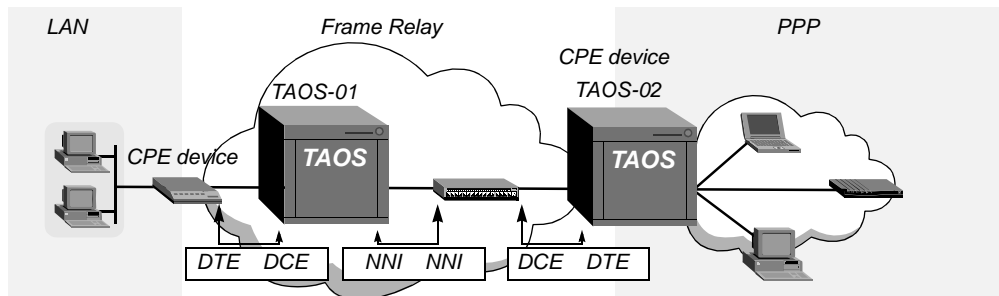 LAN
Frame Relay
PPP
CPE device
TAOS-01
TAOS-02
CPE device
TAOS
TAOS
DTE DCE
NNI NNI
DCE DTE